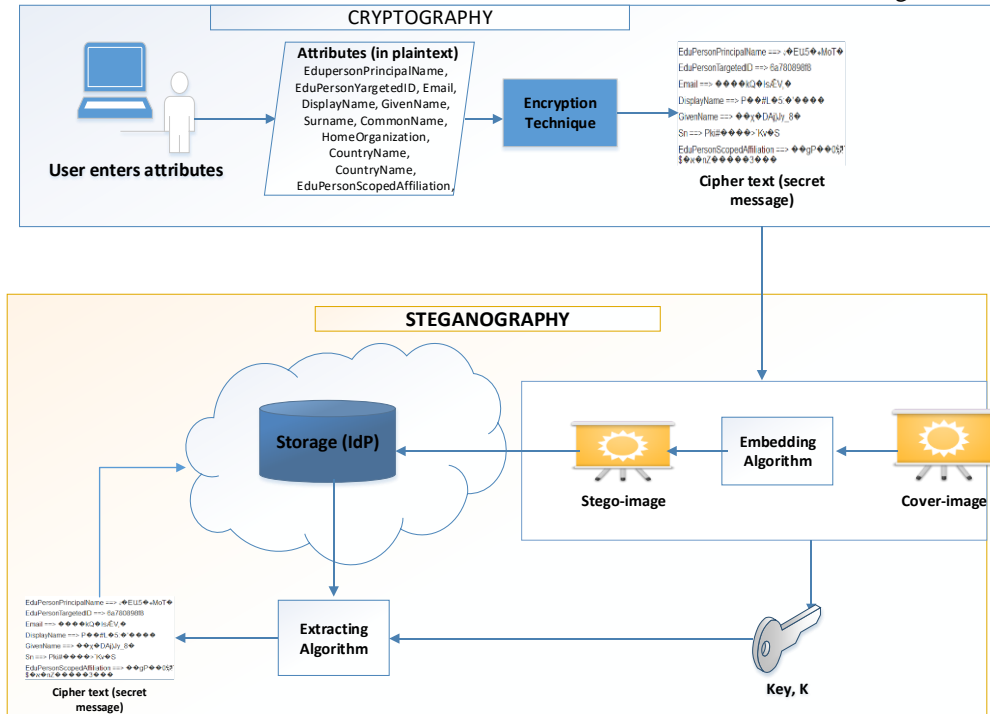 CRYPTOGRAPHY
Attributes (in plaintext)
EdupersonPrincipalName,
EduPersonYargetedID, Email,
DisplayName, GivenName,
Surname, CommonName,
HomeOrganization,
CountryName,
CountryName,
EduPersonScopedAffiliation,
User enters attributes
Encryption
Technique
EduPersonPrincipalName ==>
EduPersonTargetedID ==> 6a780898f8
Email ==>
DisplayName ==>
GivenName ==>
Sn ==>
EduPersonScopedAffiliation ==>
Cipher text (secret
message)
STEGANOGRAPHY
Storage (IdP)
Stego-image
Embedding
Algorithm
Cover-image
EduPersonPrincipalName ==>
EduPersonTargetedID ==> 6a780898f8
Email ==>
DisplayName ==>
GivenName ==>
Sn ==>
EduPersonScopedAffiliation ==>
Cipher text (secret
message)
Extracting
Algorithm
Key, K